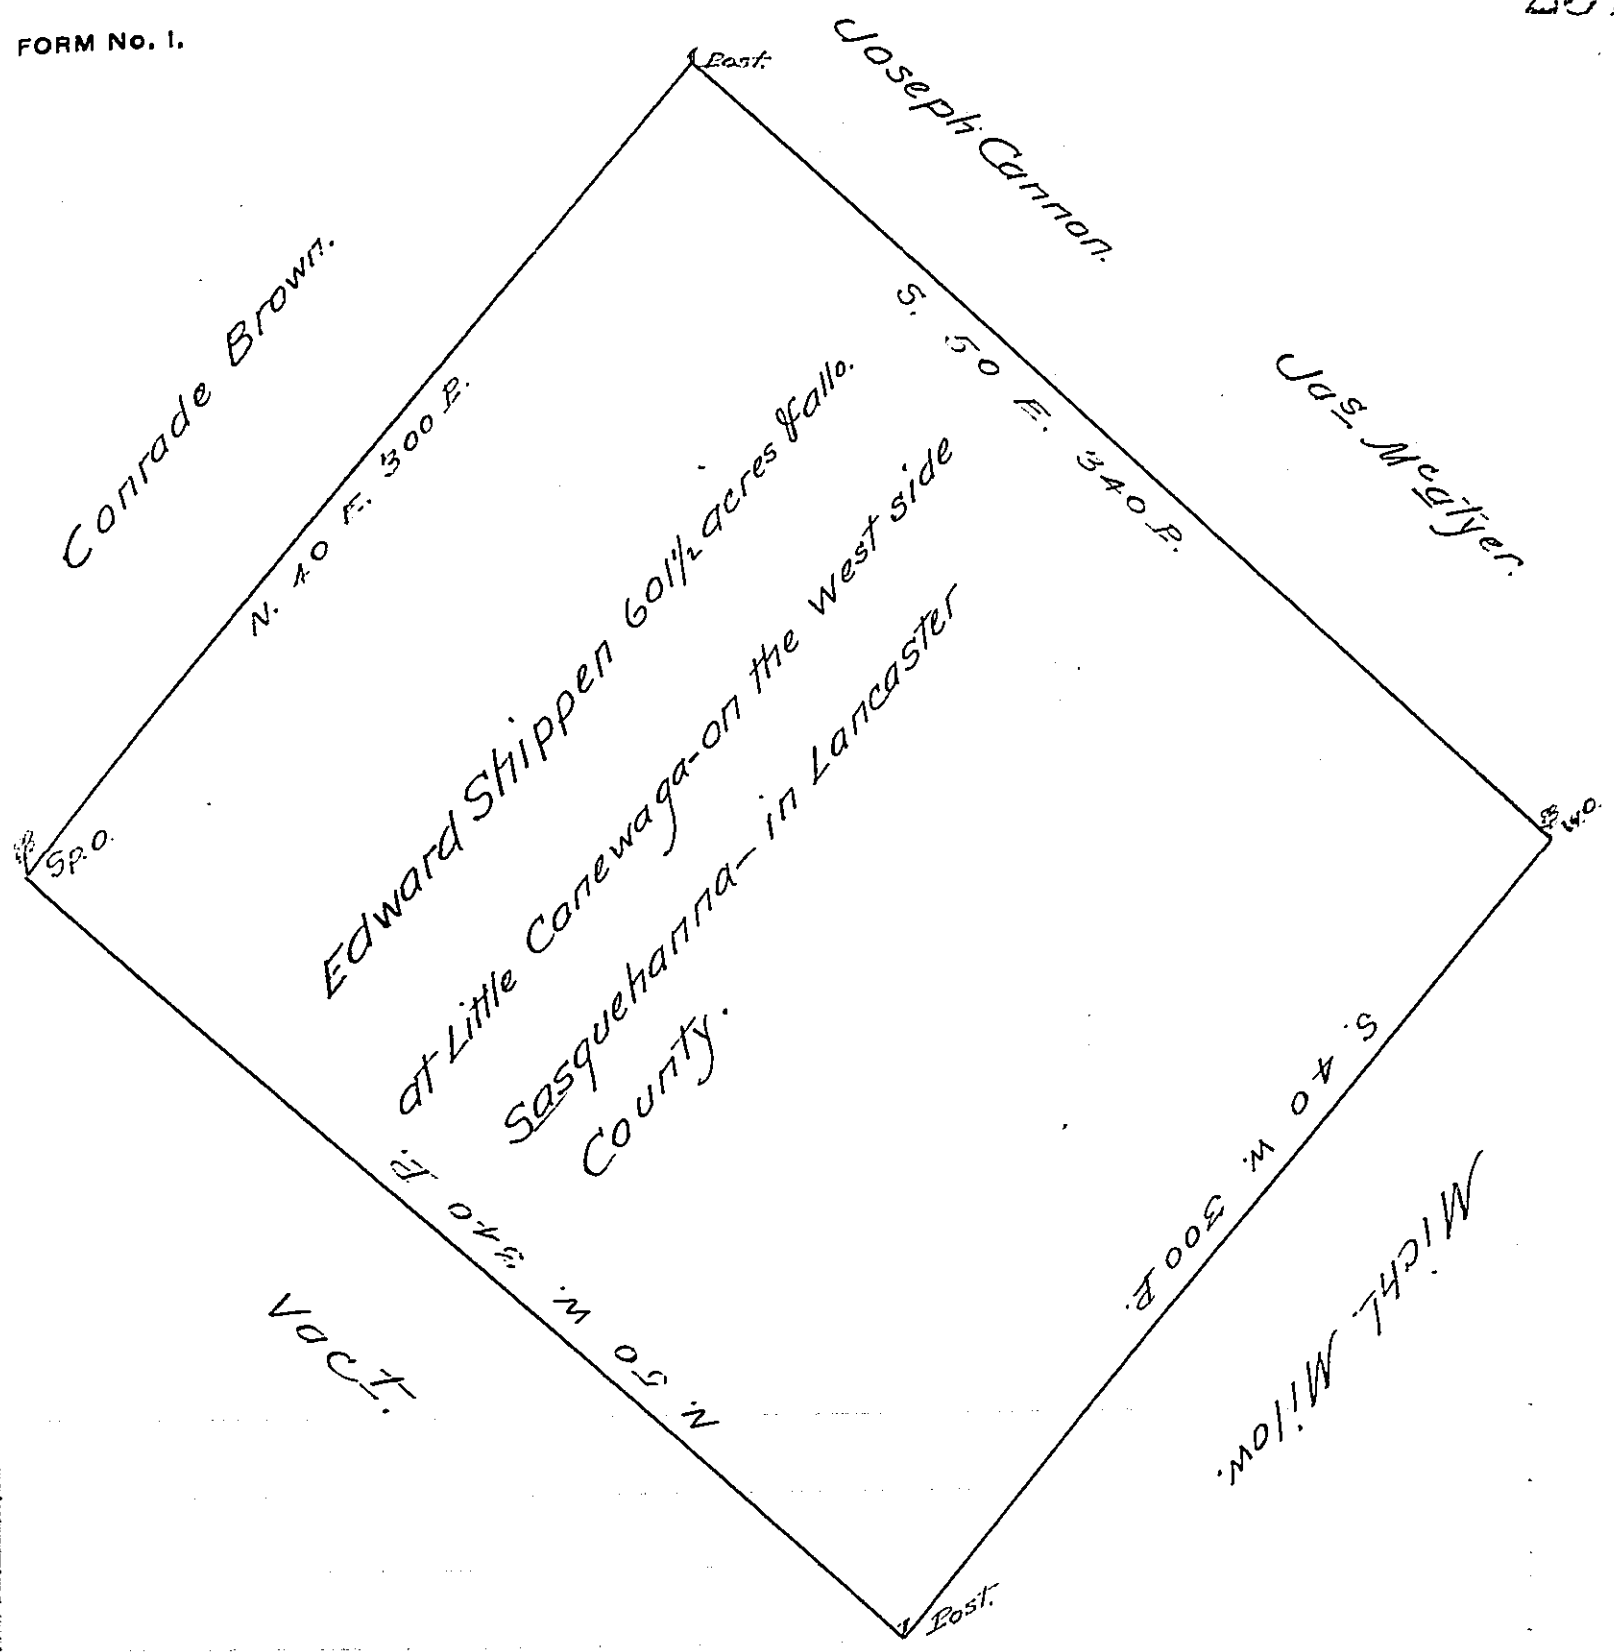 FORM No. 1.
Post.
Joseph Cannon.
Conrade Brown.
S. 50 E. 340 P.
Jas. McAlyer.
N. 40 E. 300 P.
Edward Shippen 601½ acres & allo.
at Little Conewaga-on the west side
Sasquehanna-in Lancaster
County.
Sp.o.
w.o.
S. 40 W. 300 P.
Michl. Milow.
N. 50 W. 340 P.
Vact.
Post.